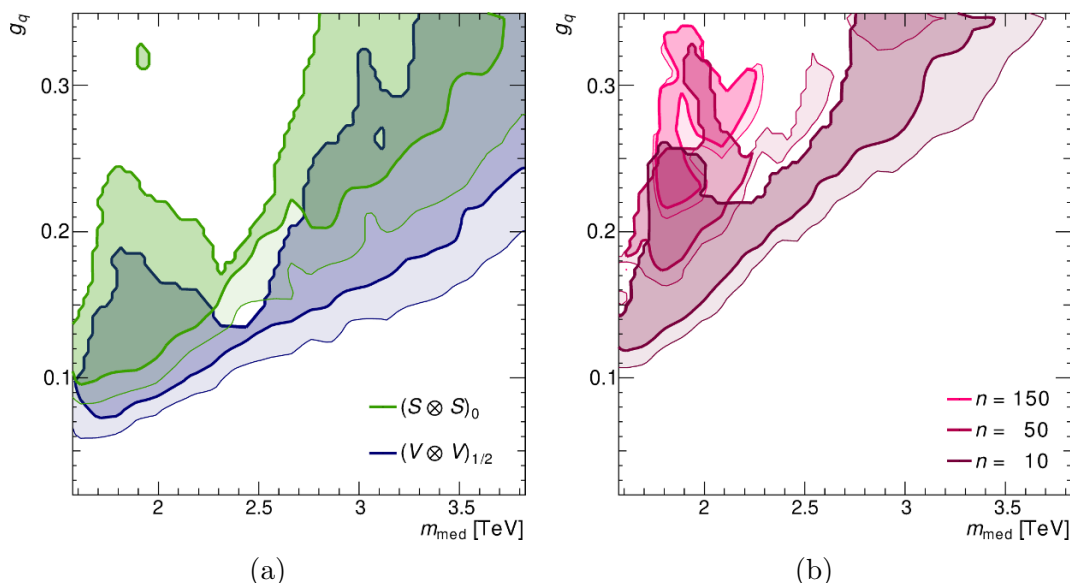 g_q
0.3
0.2
0.1
(S ⊗ S)_0
(V ⊗ V)_{1/2}
2 2.5 3 3.5
m_med [TeV]
(a)
g_q
0.3
0.2
0.1
n = 150
n = 50
n = 10
2 2.5 3 3.5
m_med [TeV]
(b)